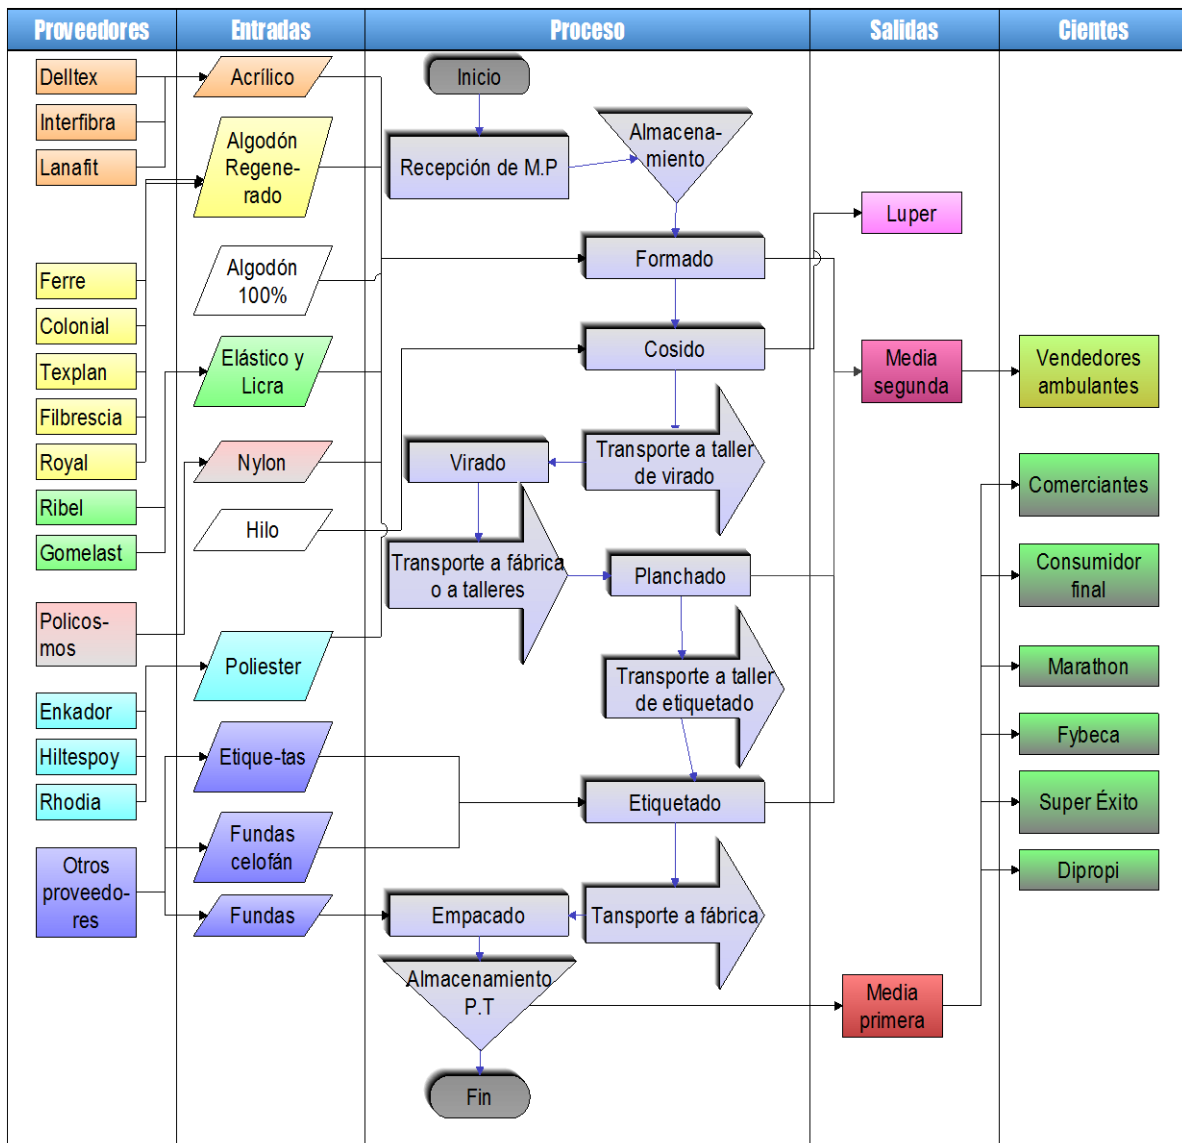 Proveedores
Entradas
Proceso
Salidas
Cientes
Delltex
Interfibra
Lanafit
Ferre
Colonial
Texplan
Filbrescia
Royal
Ribel
Gomelast
Policos-
mos
Enkador
Hiltespoy
Rhodia
Otros
proveedo-
res
Acrílico
Algodón
Regene-
rado
Algodón
100%
Elástico y
Licra
Nylon
Hilo
Poliester
Etique-tas
Fundas
celofán
Fundas
Inicio
Recepción de M.P
Almacena-
miento
Formado
Cosido
Transporte a taller
de virado
Virado
Transporte a fábrica
o a talleres
Planchado
Transporte a taller
de etiquetado
Etiquetado
Tansporte a fábrica
Empacado
Almacenamiento
P.T
Fin
Luper
Media
segunda
Media
primera
Vendedores
ambulantes
Comerciantes
Consumidor
final
Marathon
Fybeca
Super Éxito
Dipropi